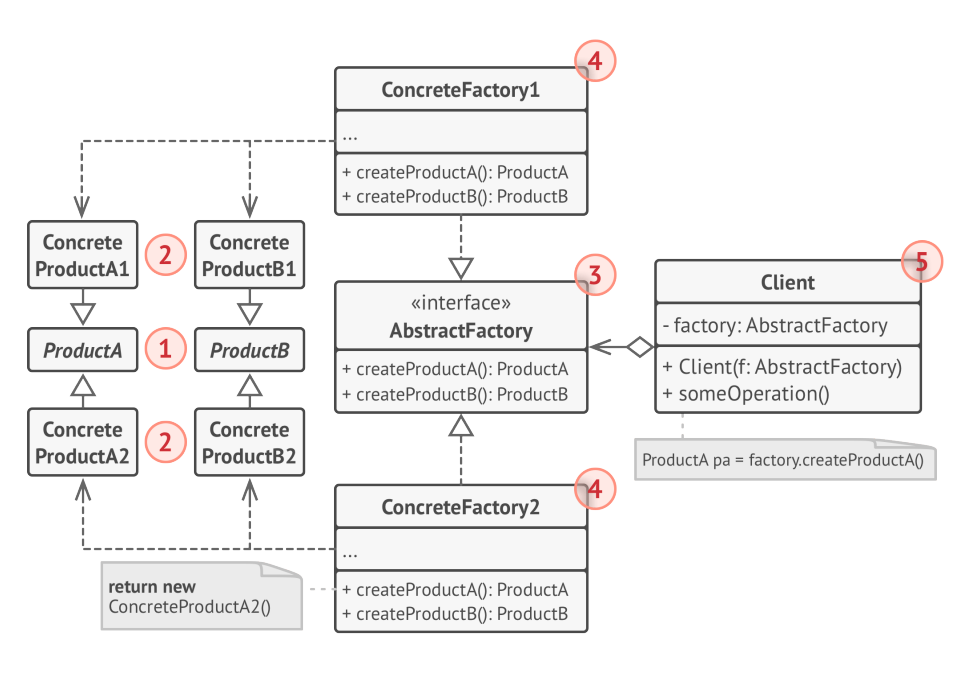 4
ConcreteFactory1
...
+ createProductA(): ProductA
+ createProductB(): ProductB
Concrete
ProductA1
2
Concrete
ProductB1
ProductA
1
ProductB
Concrete
ProductA2
2
Concrete
ProductB2
3
«interface»
AbstractFactory
+ createProductA(): ProductA
+ createProductB(): ProductB
5
Client
- factory: AbstractFactory
+ Client(f: AbstractFactory)
+ someOperation()
ProductA pa = factory.createProductA()
4
ConcreteFactory2
...
+ createProductA(): ProductA
+ createProductB(): ProductB
return new
ConcreteProductA2()